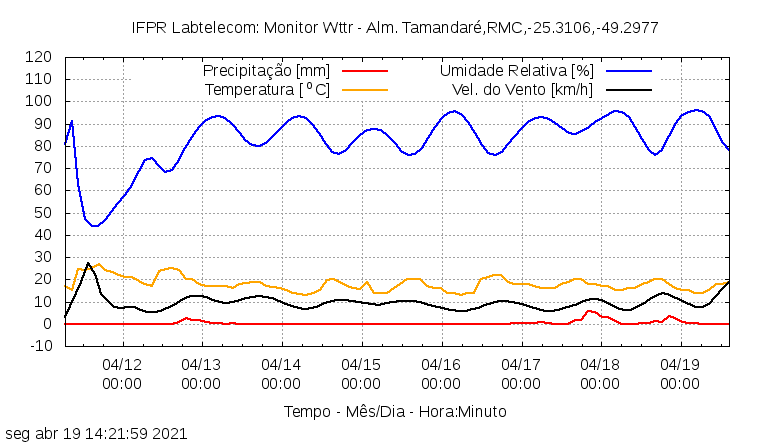 IFPR Labtelecom: Monitor Wttr - Alm. Tamandaré,RMC,-25.3106,-49.2977
Precipitação [mm]
Umidade Relativa [%]
Temperatura [ ⁰C]
Vel. do Vento [km/h]
120
110
100
90
80
70
60
50
40
30
20
10
0
-10
04/12 04/13 04/14 04/15 04/16 04/17 04/18 04/19
00:00 00:00 00:00 00:00 00:00 00:00 00:00 00:00
Tempo - Mês/Dia - Hora:Minuto
seg abr 19 14:21:59 2021